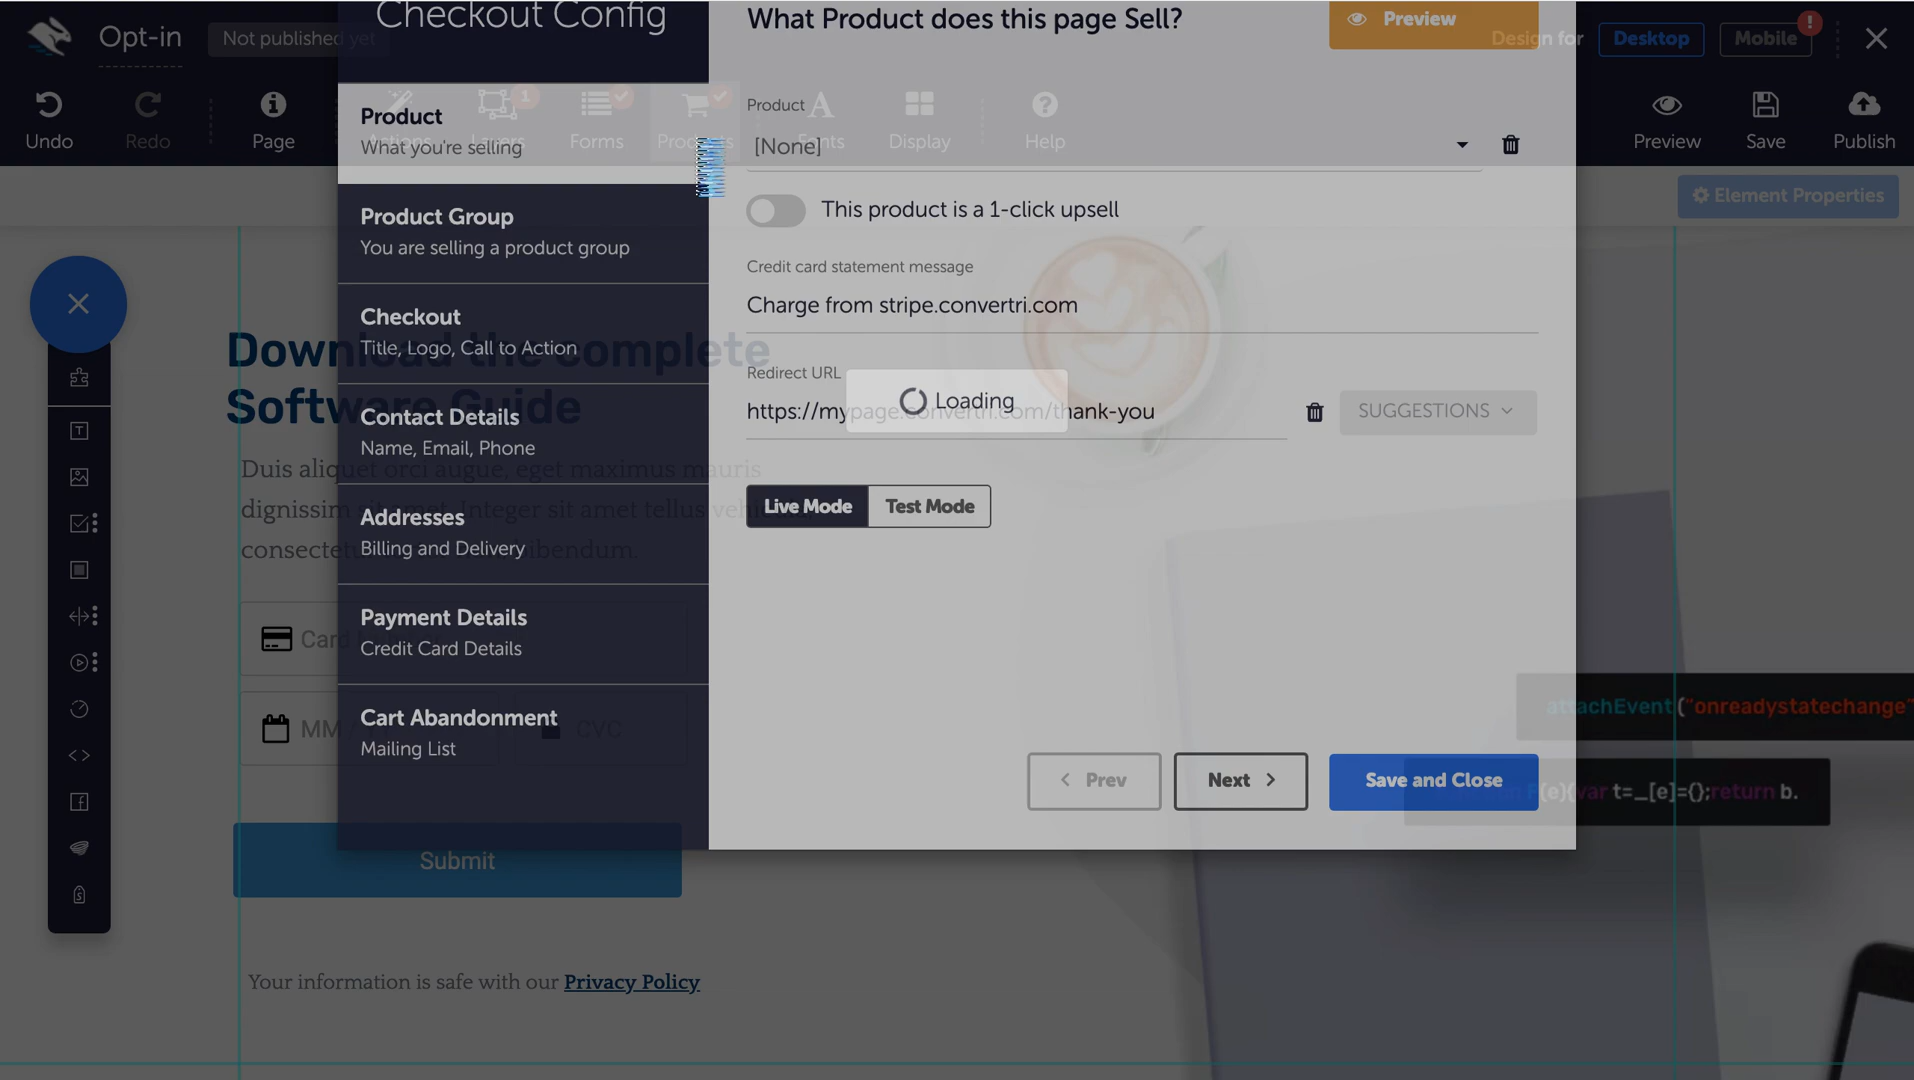 Checkout Config
What Product does this page Sell?
Preview
Opt-in
Not published yet
Design for
Desktop
Mobile
!
Undo
Redo
Page
Actions
Layers
1
Forms
Products
Fonts
Display
Help
Preview
Save
Publish
Element Properties
Product
What you're selling
Product Group
You are selling a product group
Checkout
Title, Logo, Call to Action
Contact Details
Name, Email, Phone
Addresses
Billing and Delivery
Payment Details
Credit Card Details
Cart Abandonment
Mailing List
Product
[None]
This product is a 1-click upsell
Credit card statement message
Charge from stripe.convertri.com
Redirect URL
https://mypage.convertri.com/thank-you
SUGGESTIONS
Loading
Live Mode
Test Mode
Prev
Next
Save and Close
Download the complete
Software Guide
Duis aliquet orci augue, eget maximus mauris
dignissim sit amet. Integer sit amet tellus
bibendum.
Card
MM
CVC
Submit
Your information is safe with our Privacy Policy
attachEvent ("onreadystatechange"
F(e){var t=_[e]={};return b.